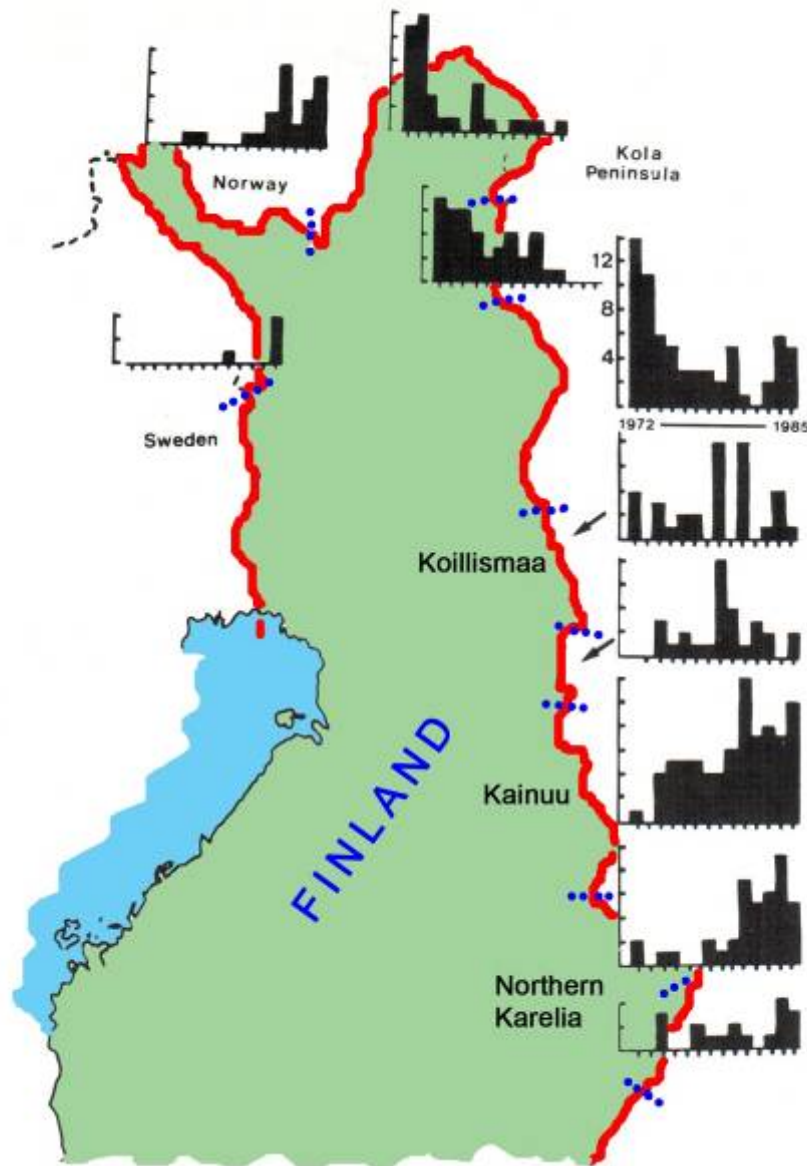 Norway
Kola
Peninsula
12
8
4
1972 1985
Sweden
Koillismaa
Kainuu
FINLAND
Northern
Karelia